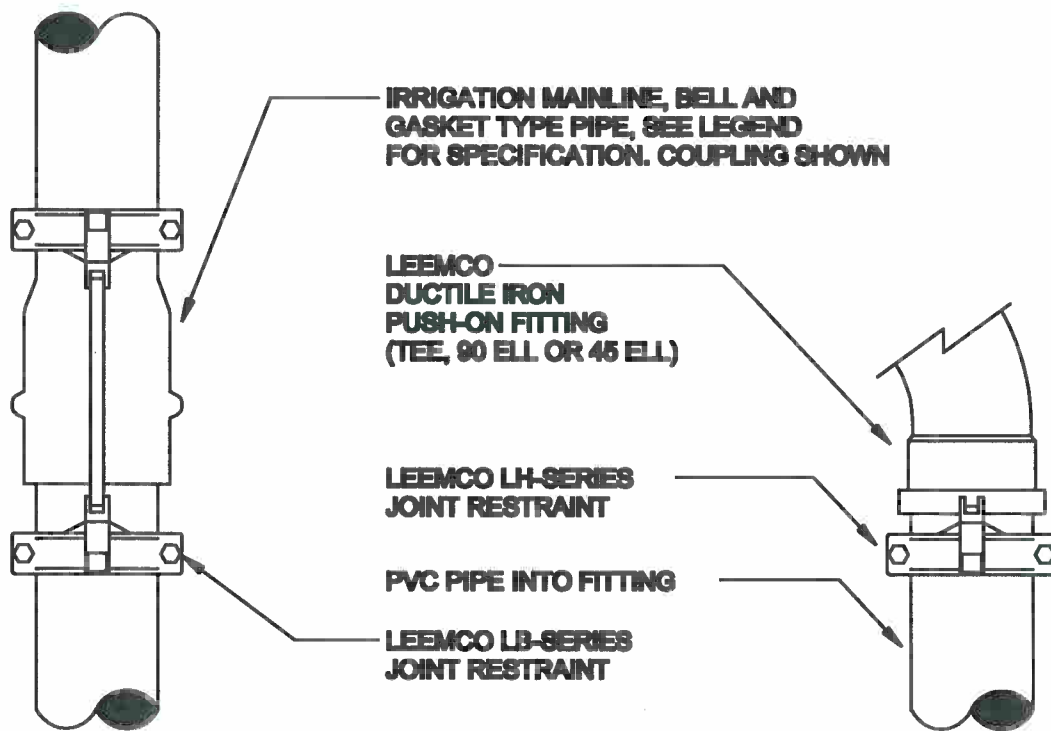 IRRIGATION MAINLINE, BELL AND
GASKET TYPE PIPE, SEE LEGEND
FOR SPECIFICATION. COUPLING SHOWN
LEEMCO
DUCTILE IRON
PUSH-ON FITTING
(TEE, 90 ELL OR 45 ELL)
LEEMCO LH-SERIES
JOINT RESTRAINT
PVC PIPE INTO FITTING
LEEMCO LB-SERIES
JOINT RESTRAINT